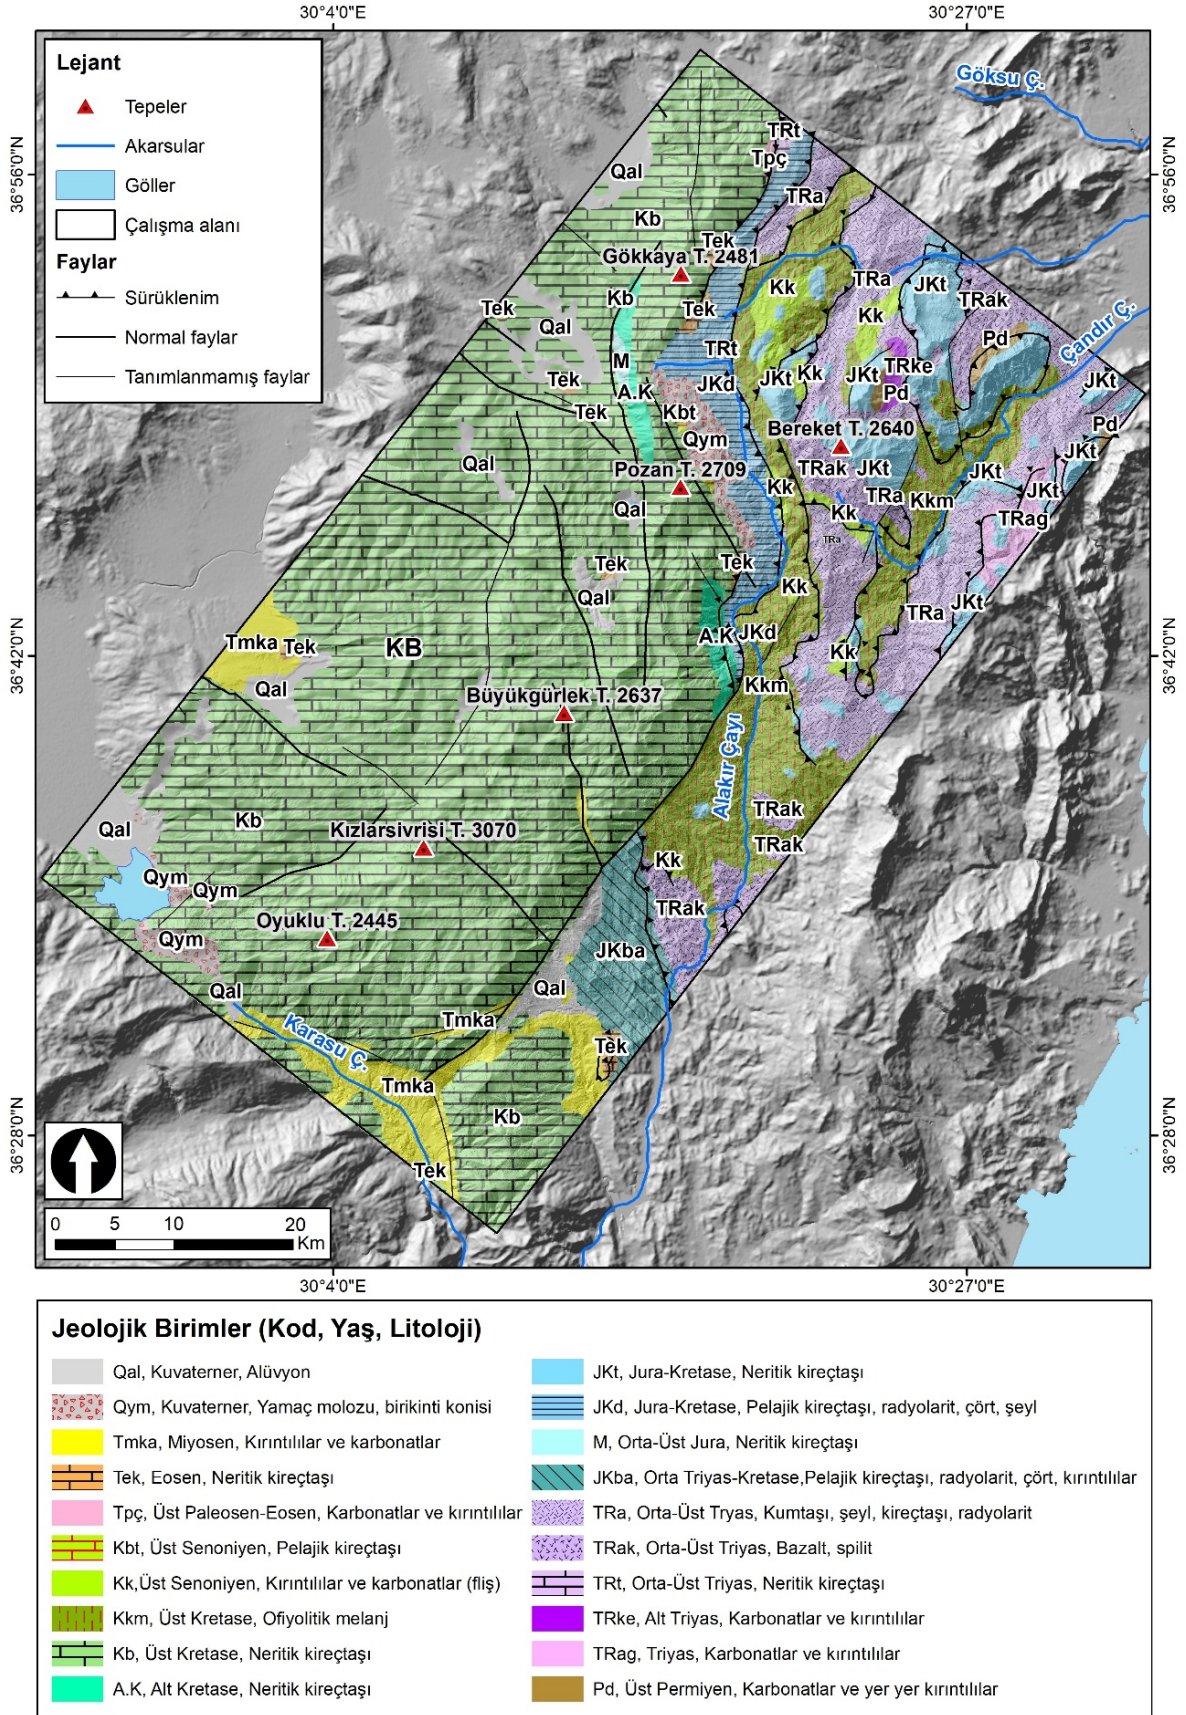 30°4'0"E
30°27'0"E
Lejant
Tepeler
Akarsular
Göller
Çalışma alanı
Faylar
Sürüklenim
Normal faylar
Tanımlanmamış faylar
Göksu Ç.
36°56'0"N
36°56'0"N
TRt
Tpç
Qal
TRa
Kb
Tek
Gökkaya T. 2481
Kk
TRa
JKt
TRak
Kb
Tek
Tek
Kk
Çandır Ç.
Qal
TRt
Pd
M
JKd
JKt
Kk
JKt
TRke
JKt
Tek
A.K
Pd
Tek
Kbt
Pd
Bereket T. 2640
Qym
JKt
Qal
Pozan T. 2709
TRak
JKt
JKt
Kk
TRa
Kkm
JKt
Qal
Kk
TRag
TRa
Tek
Tek
Kk
Qal
JKt
TRa
Tmka
Tek
KB
A.K
JKd
Kk
36°42'0"N
36°42'0"N
Qal
Büyükgürlek T. 2637
Kkm
Alakır Çayı
Qal
Kb
Kızlarsivrisi T. 3070
TRak
TRak
Kk
Qym
Qym
Oyuklu T. 2445
TRak
Qym
JKba
Qal
Qal
Karasu Ç.
Tmka
Tek
Tmka
Kb
Tek
36°28'0"N
36°28'0"N
0 5 10 20
Km
30°4'0"E
30°27'0"E
Jeolojik Birimler (Kod, Yaş, Litoloji)
Qal, Kuvaterner, Alüvyon
Qym, Kuvaterner, Yamaç molozu, birikinti konisi
Tmka, Miyosen, Kırıntılılar ve karbonatlar
Tek, Eosen, Neritik kireçtaşı
Tpç, Üst Paleosen-Eosen, Karbonatlar ve kırıntılılar
Kbt, Üst Senoniyen, Pelajik kireçtaşı
Kk,Üst Senoniyen, Kırıntılılar ve karbonatlar (fliş)
Kkm, Üst Kretase, Ofiyolitik melanj
Kb, Üst Kretase, Neritik kireçtaşı
A.K, Alt Kretase, Neritik kireçtaşı
JKt, Jura-Kretase, Neritik kireçtaşı
JKd, Jura-Kretase, Pelajik kireçtaşı, radyolarit, çört, şeyl
M, Orta-Üst Jura, Neritik kireçtaşı
JKba, Orta Triyas-Kretase,Pelajik kireçtaşı, radyolarit, çört, kırıntılılar
TRa, Orta-Üst Tryas, Kumtaşı, şeyl, kireçtaşı, radyolarit
TRak, Orta-Üst Triyas, Bazalt, spilit
TRt, Orta-Üst Triyas, Neritik kireçtaşı
TRke, Alt Triyas, Karbonatlar ve kırıntılılar
TRag, Triyas, Karbonatlar ve kırıntılılar
Pd, Üst Permiyen, Karbonatlar ve yer yer kırıntılılar